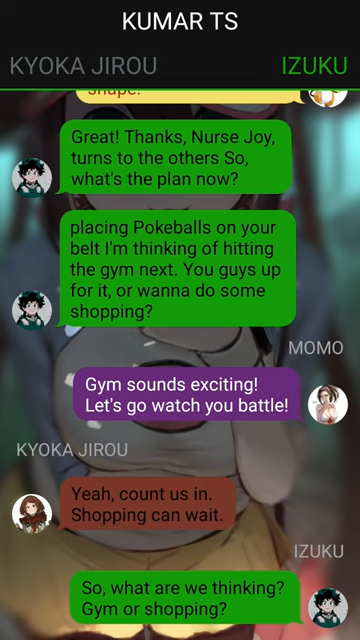 KUMAR TS
KYOKA JIROU
IZUKU
shape.
Great! Thanks, Nurse Joy,
turns to the others So,
what's the plan now?
placing Pokeballs on your
belt I'm thinking of hitting
the gym next. You guys up
for it, or wanna do some
shopping?
MOMO
Gym sounds exciting!
Let's go watch you battle!
KYOKA JIROU
Yeah, count us in.
Shopping can wait.
IZUKU
So, what are we thinking?
Gym or shopping?